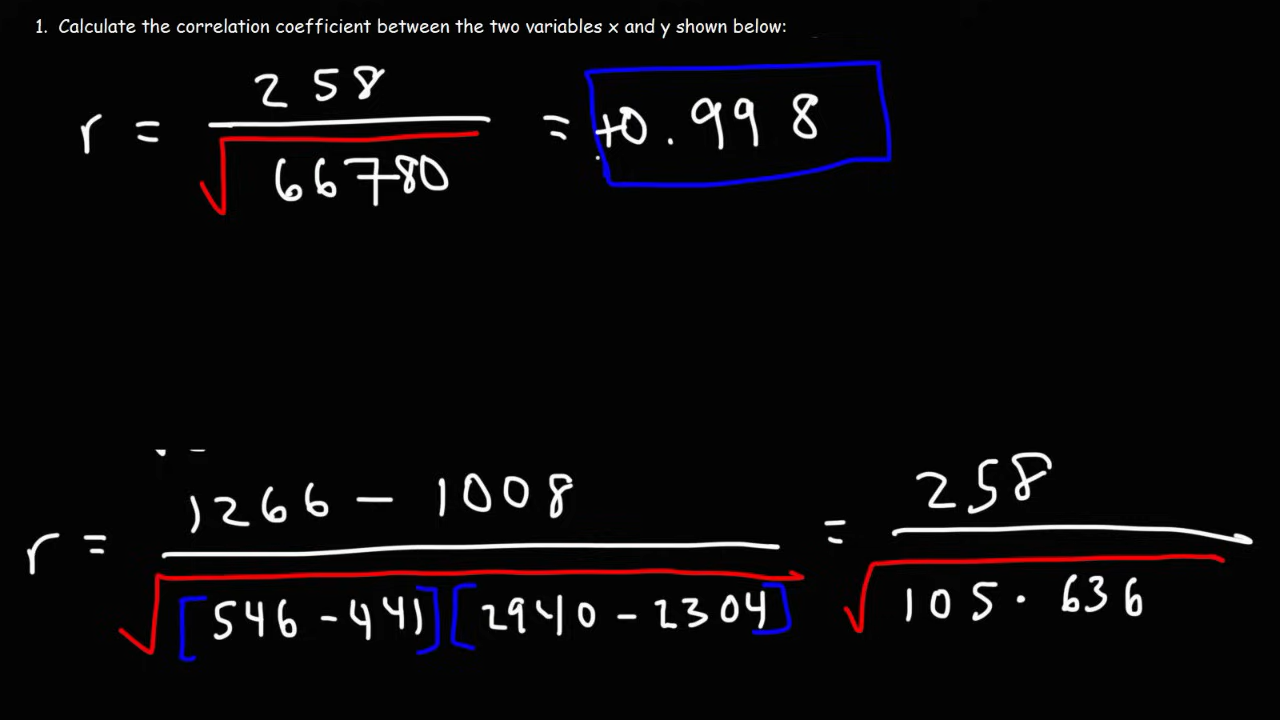 1. Calculate the correlation coefficient between the two variables x and y shown below:
r = 258 / √66780 = +0.998
r = 1266 - 1008 / √[546 - 441][2940 - 2304] = 258 / √105 · 636